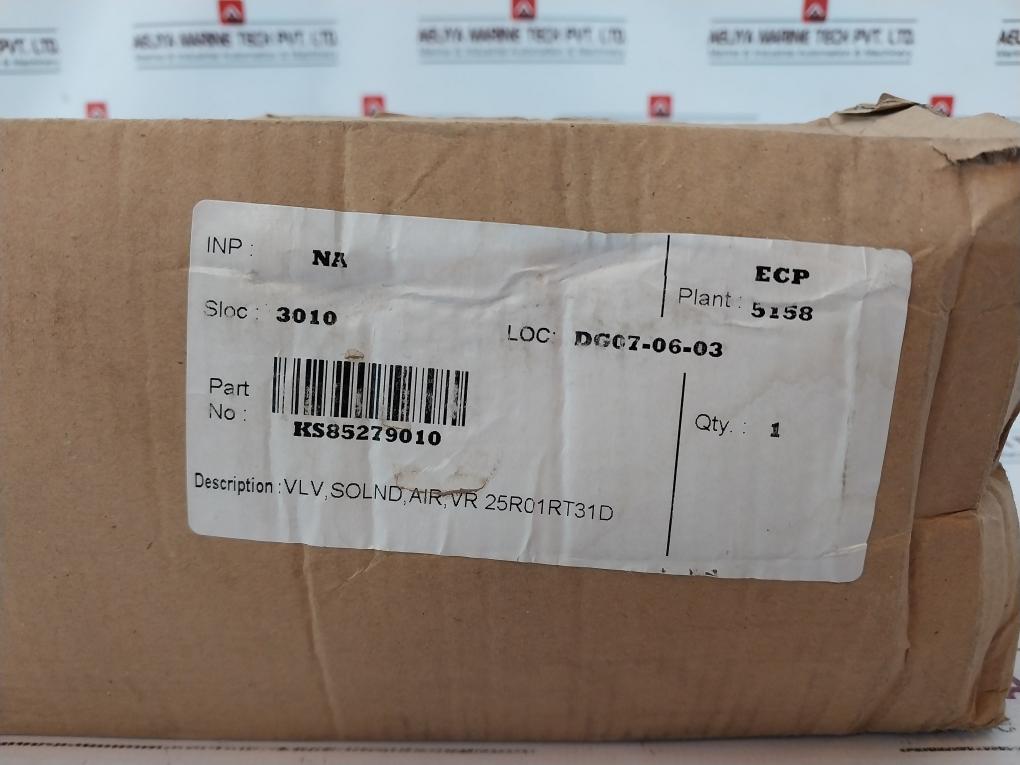 AELIYA MARINE TECH PVT. LTD.
AELIYA MARINE TECH PVT. LTD.
AELIYA MARINE TECH PVT. LTD.
INP : NA
ECP
Plant : 5158
Sloc : 3010
LOC: DG07-06-03
Part
No :
KS85279010
Qty. : 1
Description :VLV,SOLND,AIR,VR 25R01RT31D